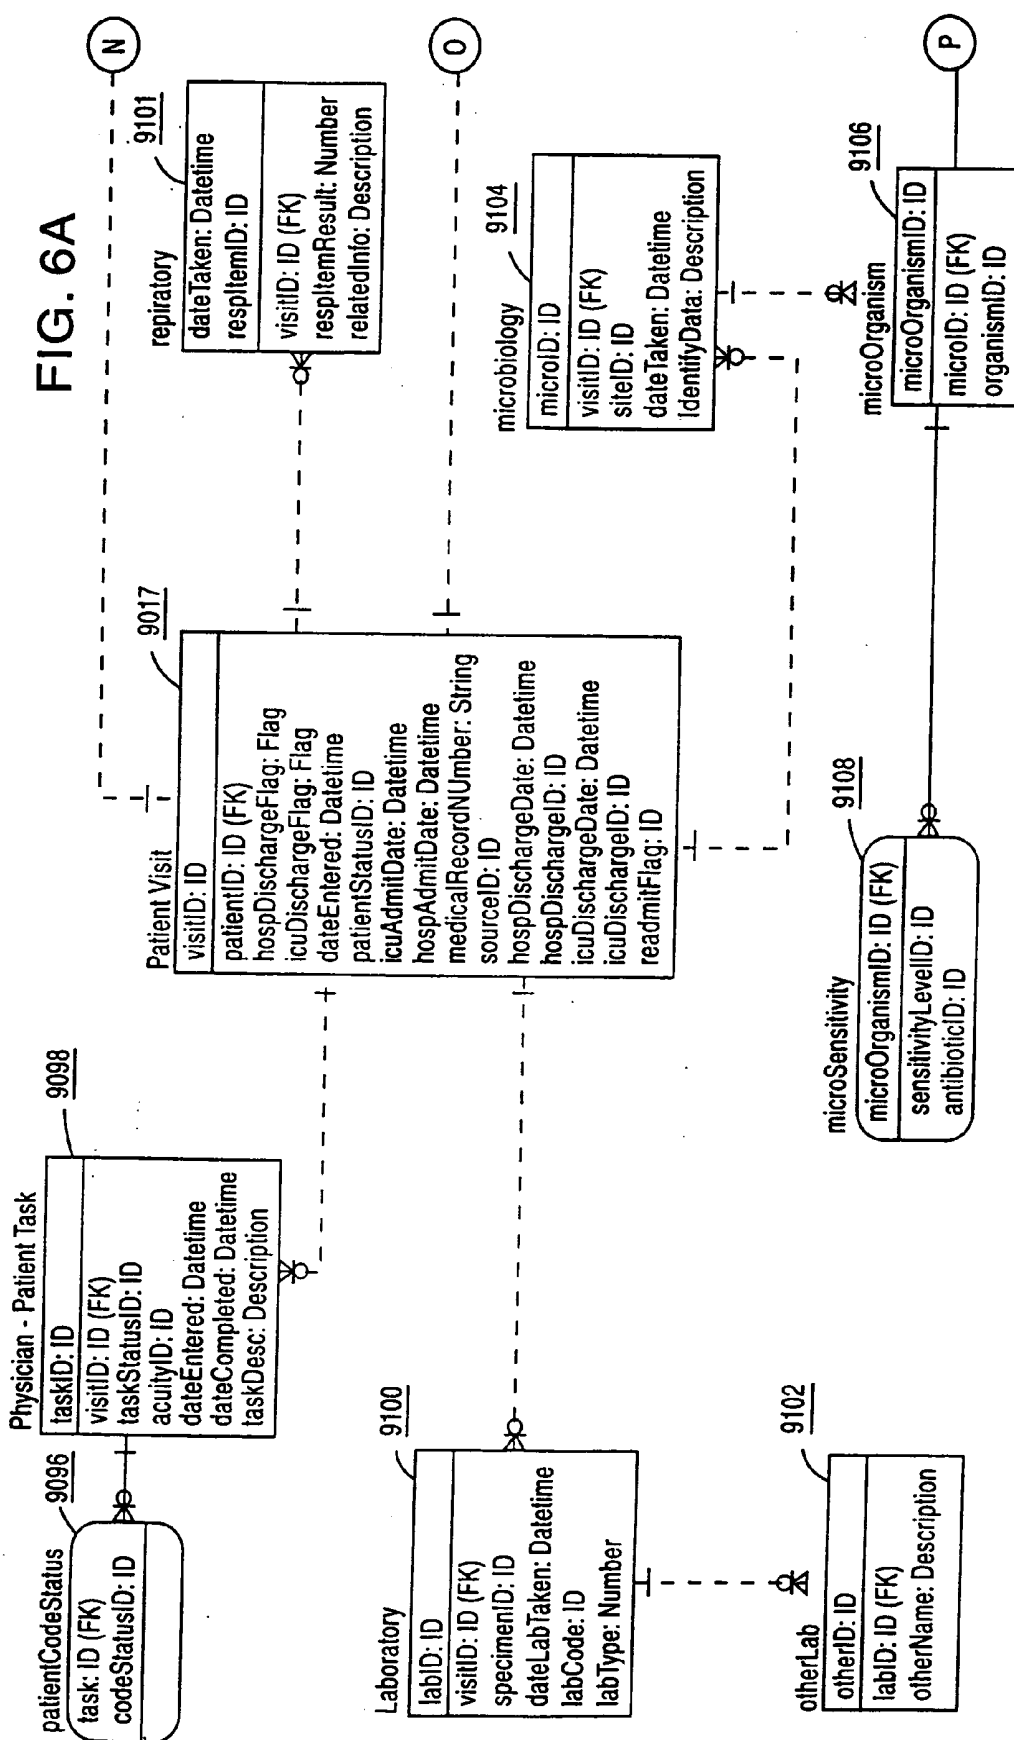 FIG. 6A
N
O
P
9101
repiratory
dateTaken: Datetime
respItemID: ID
visitID: ID (FK)
respItemResult: Number
relatedInfo: Description
9104
microbiology
microID: ID
visitID: ID (FK)
siteID: ID
dateTaken: Datetime
IdentifyData: Description
9106
microOrganism
microOrganismID: ID
microID: ID (FK)
organismID: ID
9017
Patient Visit
visitID: ID
patientID: ID (FK)
hospDischargeFlag: Flag
icuDischargeFlag: Flag
dateEntered: Datetime
patientStatusID: ID
icuAdmitDate: Datetime
hospAdmitDate: Datetime
medicalRecordNUmber: String
sourceID: ID
hospDischargeDate: Datetime
hospDischargeID: ID
icuDischargeDate: Datetime
icuDischargeID: ID
readmitFlag: ID
9108
microSensitivity
microOrganismID: ID (FK)
sensitivityLevelID: ID
antibioticID: ID
9098
Physician - Patient Task
taskID: ID
visitID: ID (FK)
taskStatusID: ID
acuityID: ID
dateEntered: Datetime
dateCompleted: Datetime
taskDesc: Description
9096
patientCodeStatus
task: ID (FK)
codeStatusID: ID
9100
Laboratory
labID: ID
visitID: ID (FK)
specimenID: ID
dateLabTaken: Datetime
labCode: ID
labType: Number
9102
otherLab
otherID: ID
labID: ID (FK)
otherName: Description